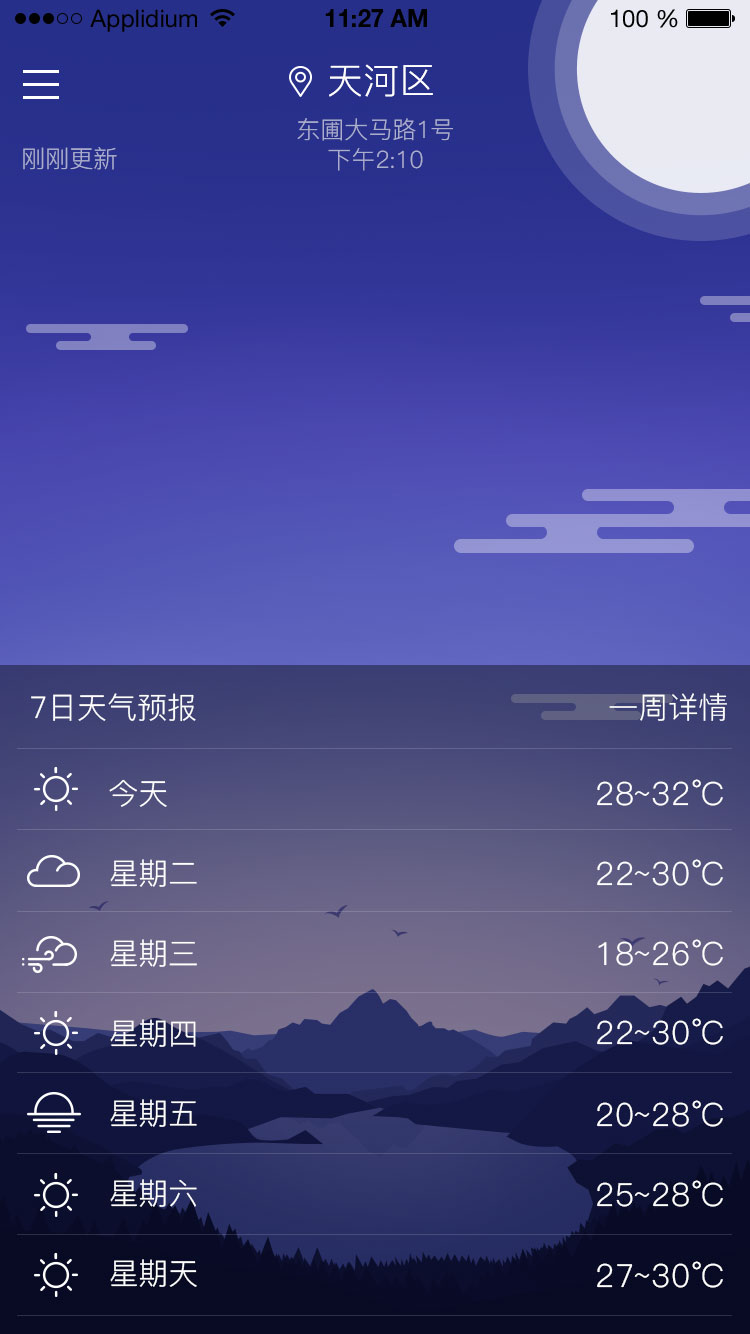 Applidium 11:27 AM 100 %
天河区
东圃大马路1号
刚刚更新 下午2:10
7日天气预报 一周详情
今天 28~32℃
星期二 22~30℃
星期三 18~26℃
星期四 22~30℃
星期五 20~28℃
星期六 25~28℃
星期天 27~30℃